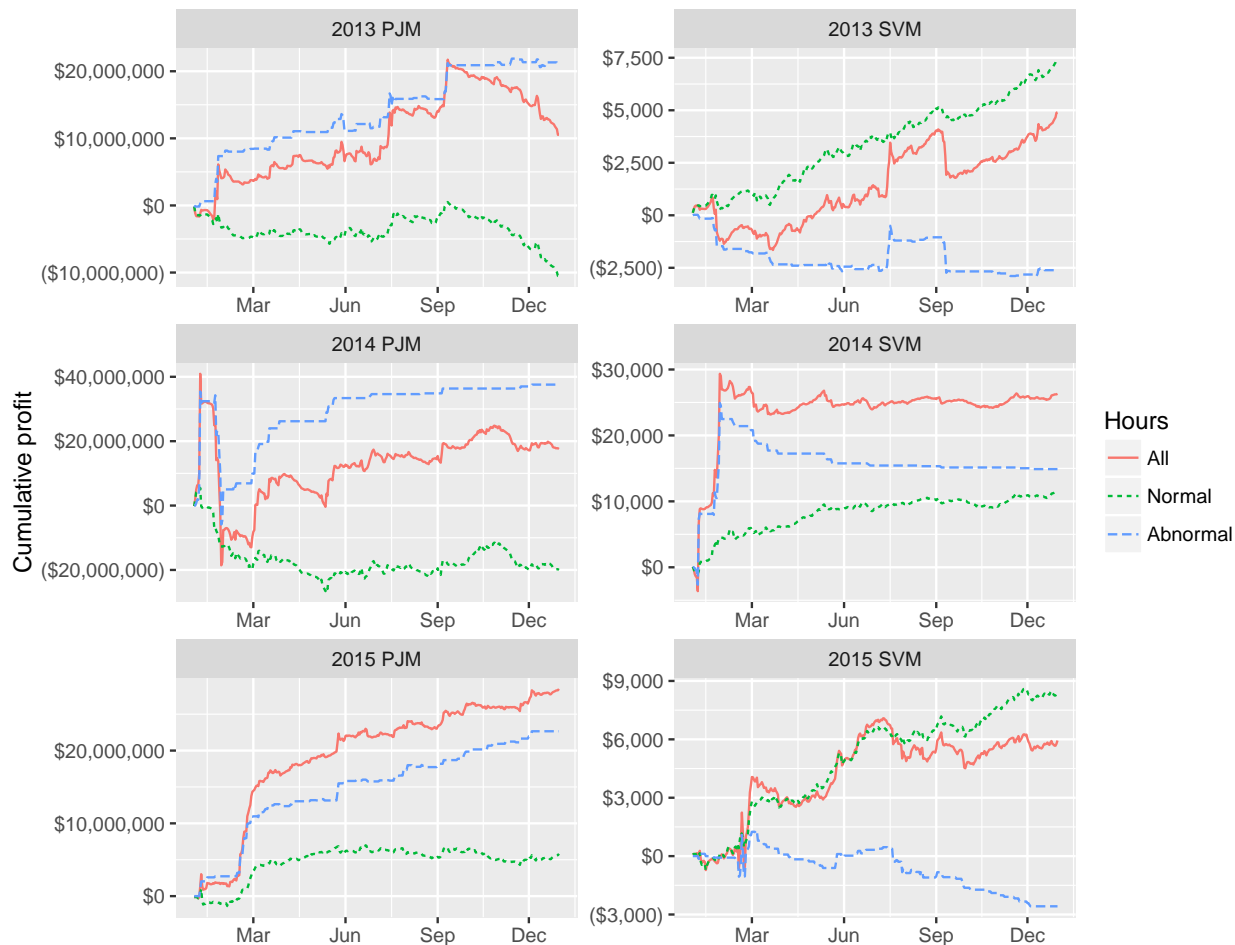 2013 PJM
2013 SVM
$20,000,000
$10,000,000
$0
($10,000,000)
Mar Jun Sep Dec
$7,500
$5,000
$2,500
$0
($2,500)
Mar Jun Sep Dec
2014 PJM
2014 SVM
$40,000,000
$20,000,000
$0
($20,000,000)
Mar Jun Sep Dec
$30,000
$20,000
$10,000
$0
Mar Jun Sep Dec
2015 PJM
2015 SVM
$20,000,000
$10,000,000
$0
Mar Jun Sep Dec
$9,000
$6,000
$3,000
$0
($3,000)
Mar Jun Sep Dec
Cumulative profit
Hours
All
Normal
Abnormal